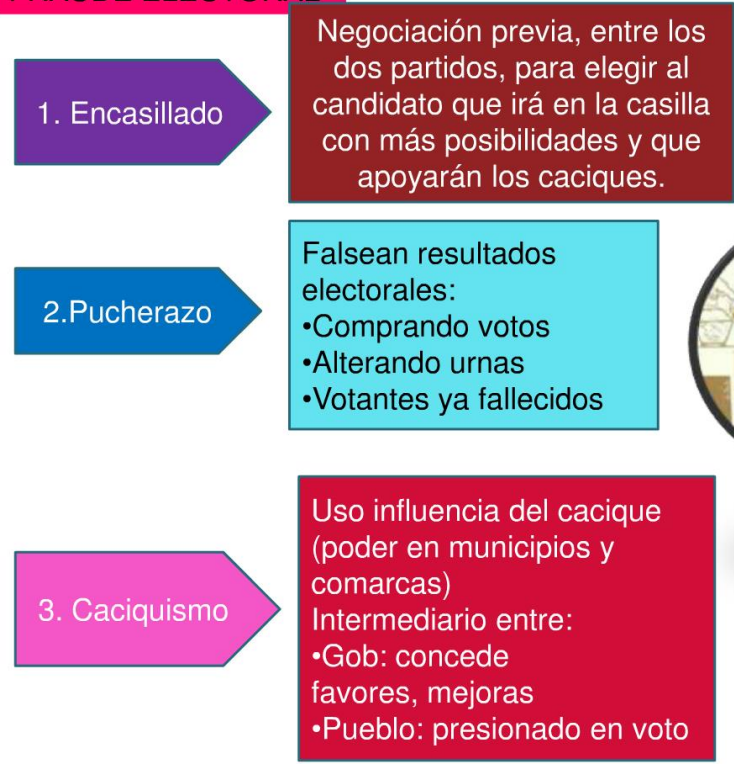 FRAUDE ELECTORAL
1. Encasillado
Negociación previa, entre los
dos partidos, para elegir al
candidato que irá en la casilla
con más posibilidades y que
apoyarán los caciques.
2.Pucherazo
Falsean resultados
electorales:
•Comprando votos
•Alterando urnas
•Votantes ya fallecidos
3. Caciquismo
Uso influencia del cacique
(poder en municipios y
comarcas)
Intermediario entre:
•Gob: concede
favores, mejoras
•Pueblo: presionado en voto